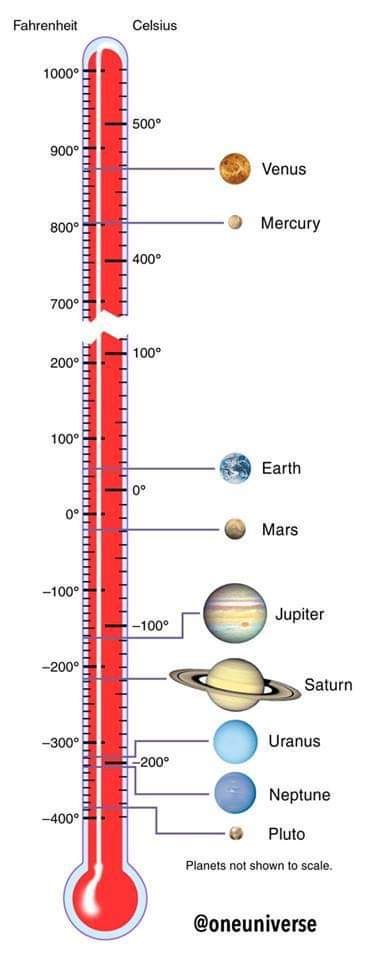 Fahrenheit Celsius
1000°
500°
900°
Venus
Mercury
800°
400°
700°
100°
200°
100°
Earth
0°
0°
Mars
–100°
Jupiter
–100°
–200°
Saturn
Uranus
–300°
–200°
Neptune
–400°
Pluto
Planets not shown to scale.
@oneuniverse